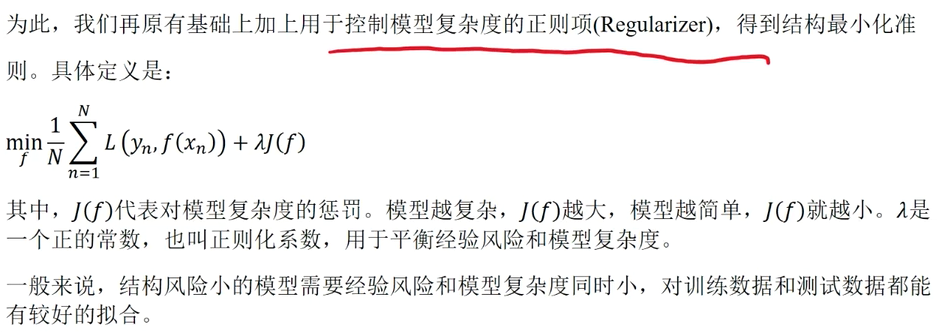 为此，我们再原有基础上加上用于控制模型复杂度的正则项(Regularizer)，得到结构最小化准
则。具体定义是：
min_f 1/N ∑_{n=1}^{N} L(y_n, f(x_n)) + λJ(f)
其中，J(f)代表对模型复杂度的惩罚。模型越复杂，J(f)越大，模型越简单，J(f)就越小。λ是
一个正的常数，也叫正则化系数，用于平衡经验风险和模型复杂度。
一般来说，结构风险小的模型需要经验风险和模型复杂度同时小，对训练数据和测试数据都能
有较好的拟合。